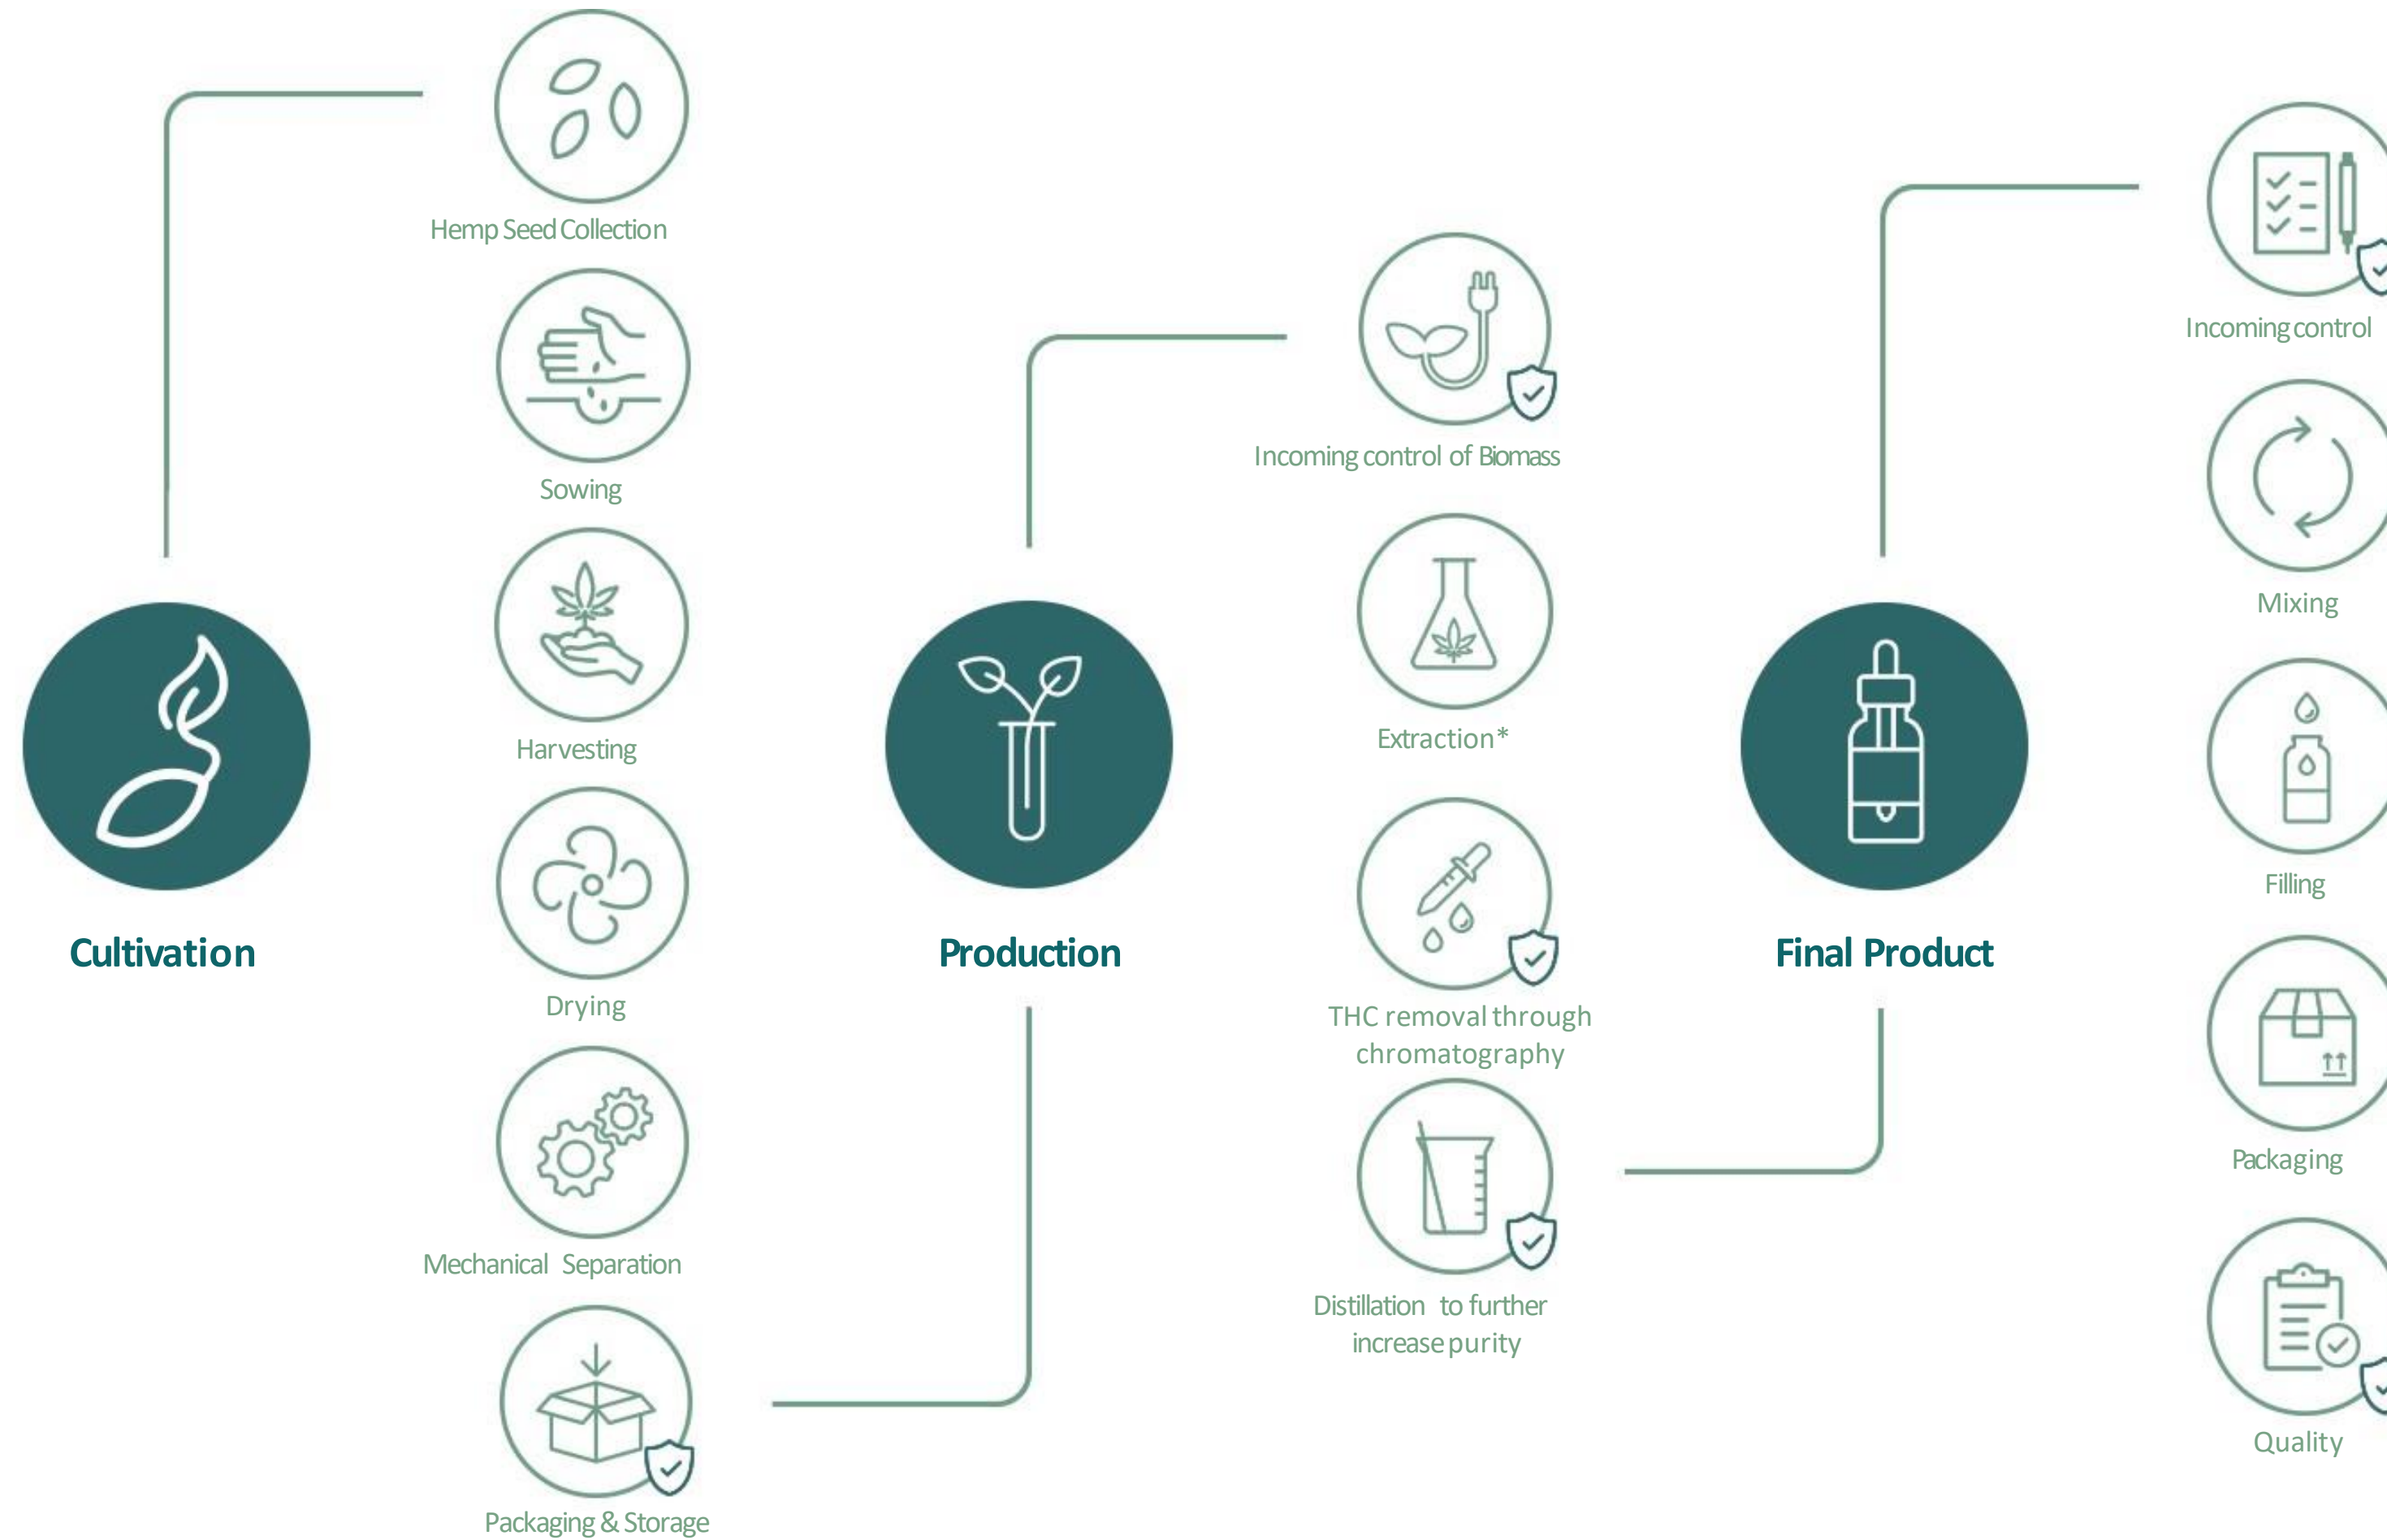 Cultivation
Hemp Seed Collection
Sowing
Harvesting
Drying
Mechanical Separation
Packaging & Storage
Production
Incoming control of Biomass
Extraction*
THC removal through
chromatography
Distillation to further
increase purity
Final Product
Incoming control
Mixing
Filling
Packaging
Quality